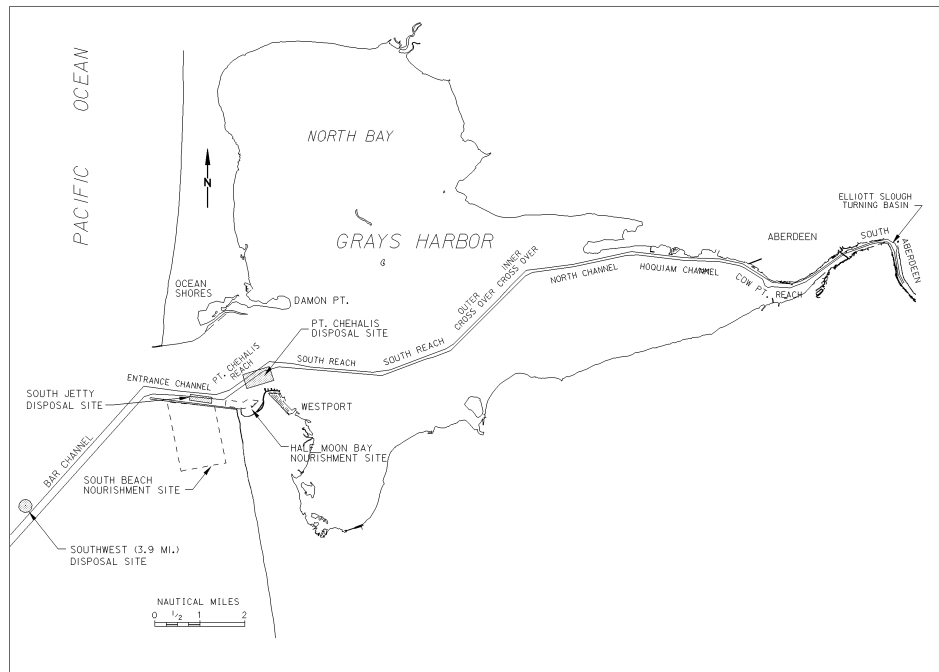 PACIFIC OCEAN
N
NORTH BAY
GRAYS HARBOR
ELLIOTT SLOUGH
TURNING BASIN
ABERDEEN
SOUTH
ABERDEEN
OCEAN
SHORES
DAMON PT.
PT. CHEHALIS
DISPOSAL SITE
OUTER
CROSS OVER
INNER
CROSS OVER
NORTH CHANNEL
HOQUIAM CHANNEL
COW PT.
REACH
ENTRANCE CHANNEL
PT. CHEHALIS
REACH
SOUTH REACH
SOUTH REACH
SOUTH JETTY
DISPOSAL SITE
WESTPORT
HALF MOON BAY
NOURISHMENT SITE
BAR CHANNEL
SOUTH BEACH
NOURISHMENT SITE
SOUTHWEST (3.9 MI.)
DISPOSAL SITE
NAUTICAL MILES
0 1/2 1 2